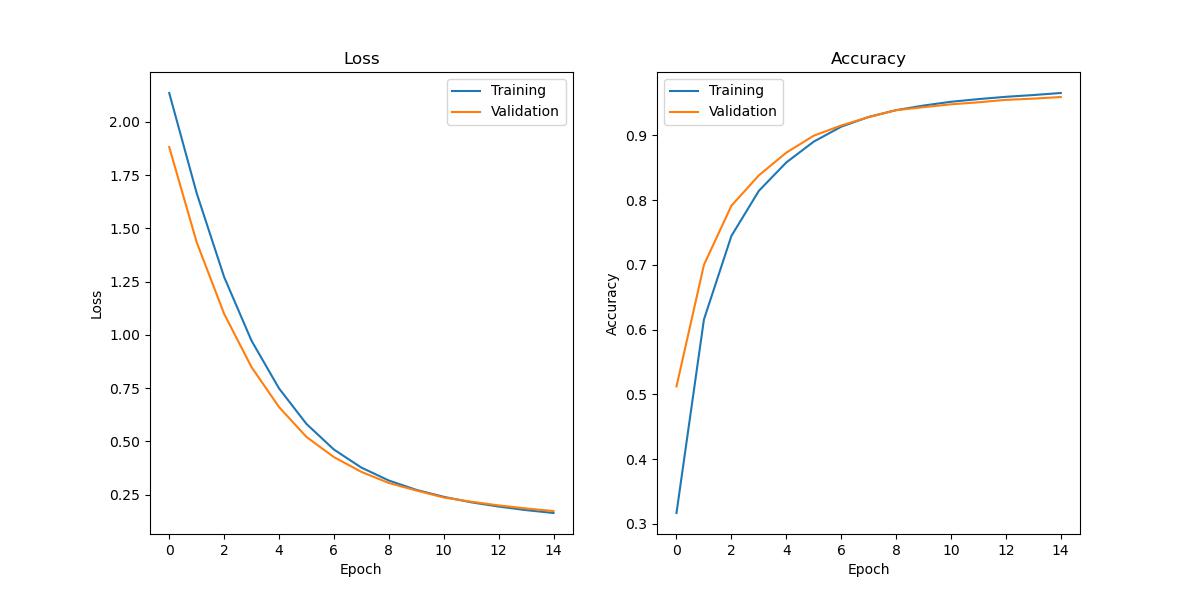 Loss
Training
Validation
2.00
1.75
1.50
1.25
1.00
0.75
0.50
0.25
Loss
0 2 4 6 8 10 12 14
Epoch
Accuracy
Training
Validation
0.9
0.8
0.7
0.6
0.5
0.4
0.3
Accuracy
0 2 4 6 8 10 12 14
Epoch